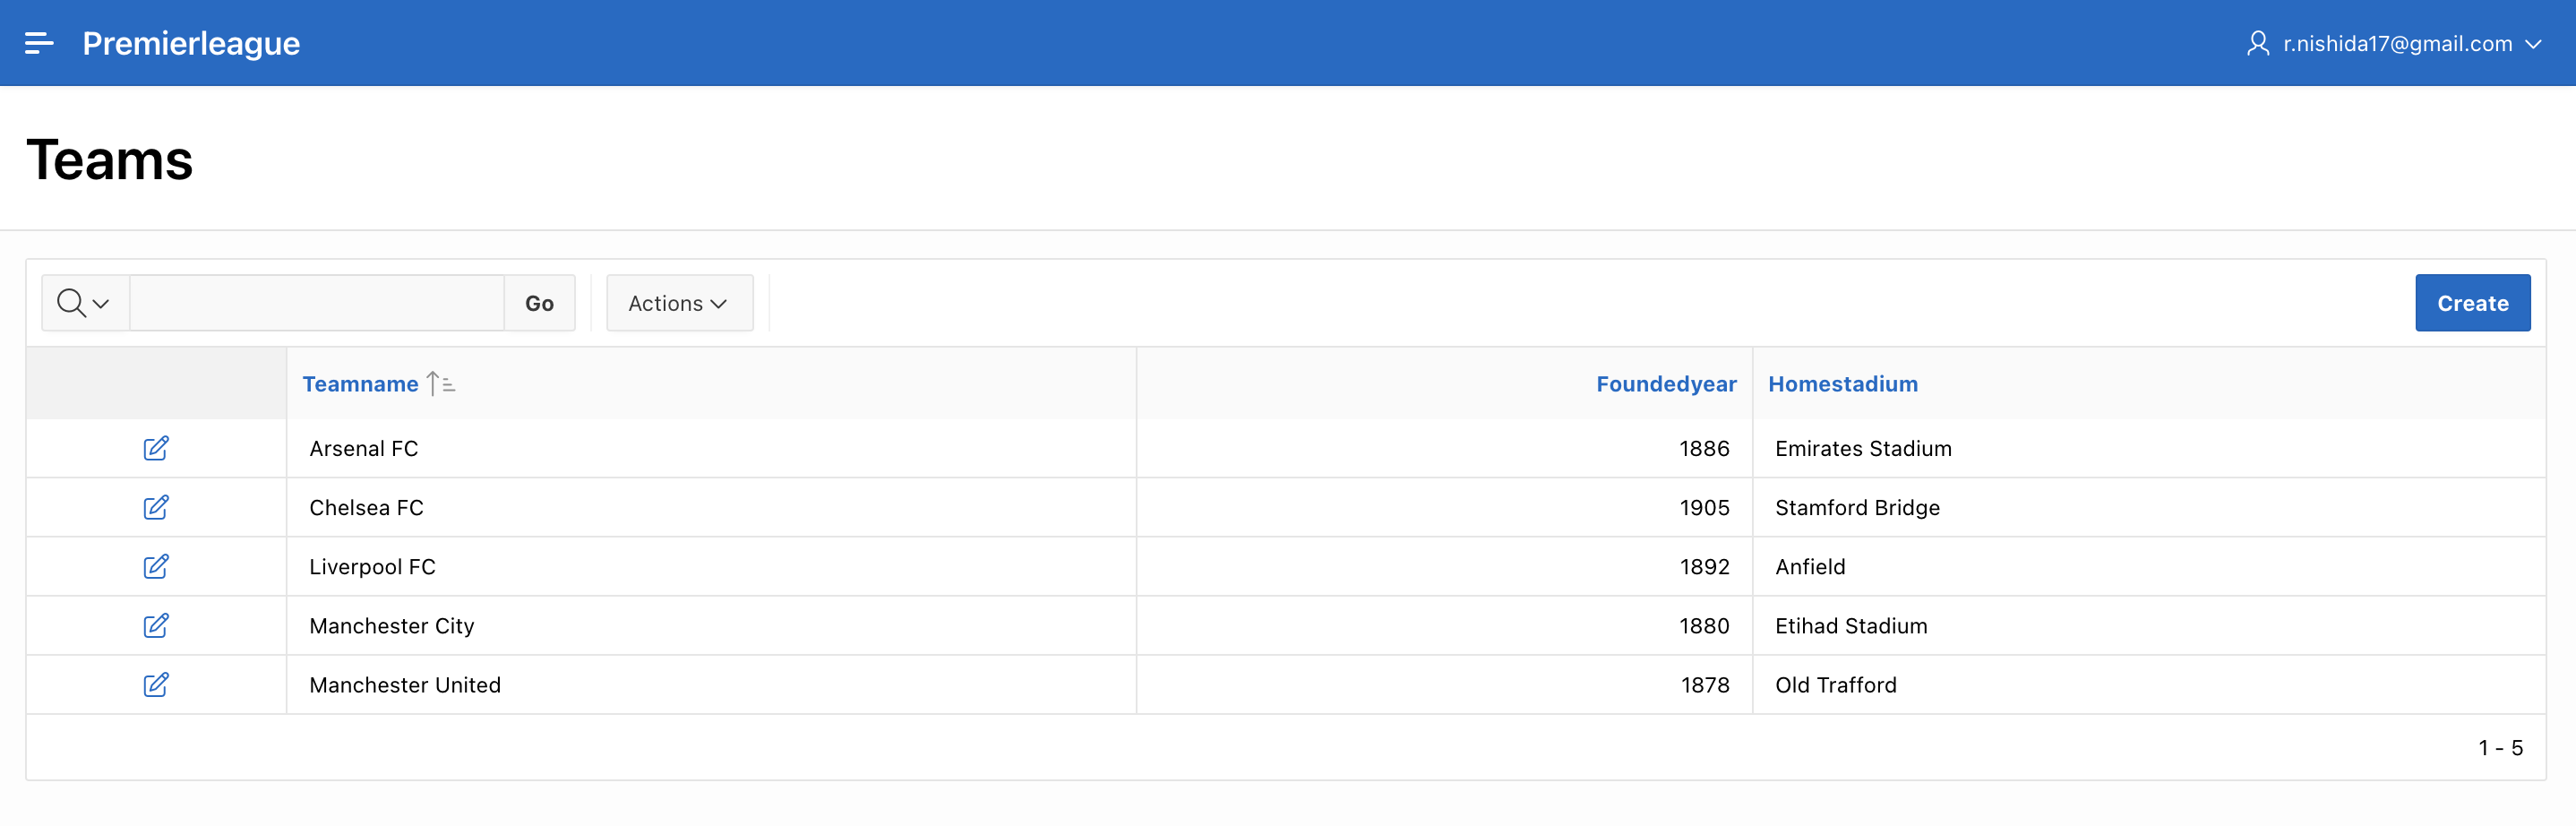 Premierleague r.nishida17@gmail.com
Teams
Go Actions Create
Teamname Foundedyear Homestadium
Arsenal FC 1886 Emirates Stadium
Chelsea FC 1905 Stamford Bridge
Liverpool FC 1892 Anfield
Manchester City 1880 Etihad Stadium
Manchester United 1878 Old Trafford
1 - 5